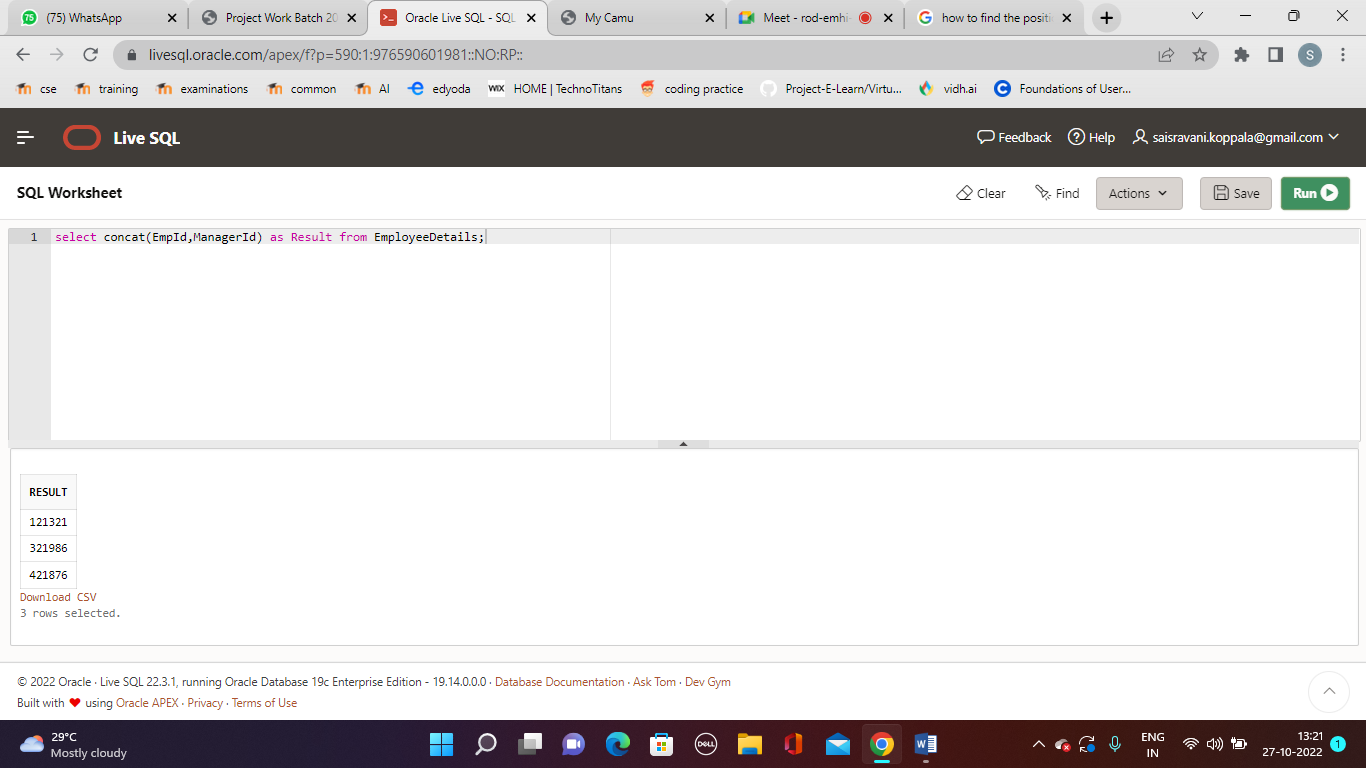 75 (75) WhatsApp Project Work Batch 20 Oracle Live SQL - SQL My Camu Meet - rod-emhi- how to find the positi
livesql.oracle.com/apex/f?p=590:1:976590601981::NO:RP:: S
cse training examinations common AI edyoda WIX HOME | TechnoTitans coding practice Project-E-Learn/Virtu... vidh.ai Foundations of User...
Live SQL Feedback Help saisravani.koppala@gmail.com
SQL Worksheet Clear Find Actions Save Run
1 select concat(EmpId,ManagerId) as Result from EmployeeDetails;
RESULT
121321
321986
421876
Download CSV
3 rows selected.
© 2022 Oracle · Live SQL 22.3.1, running Oracle Database 19c Enterprise Edition - 19.14.0.0.0 · Database Documentation · Ask Tom · Dev Gym
Built with ♥ using Oracle APEX · Privacy · Terms of Use
29°C
Mostly cloudy
DELL
ENG
IN
13:21
27-10-2022
1